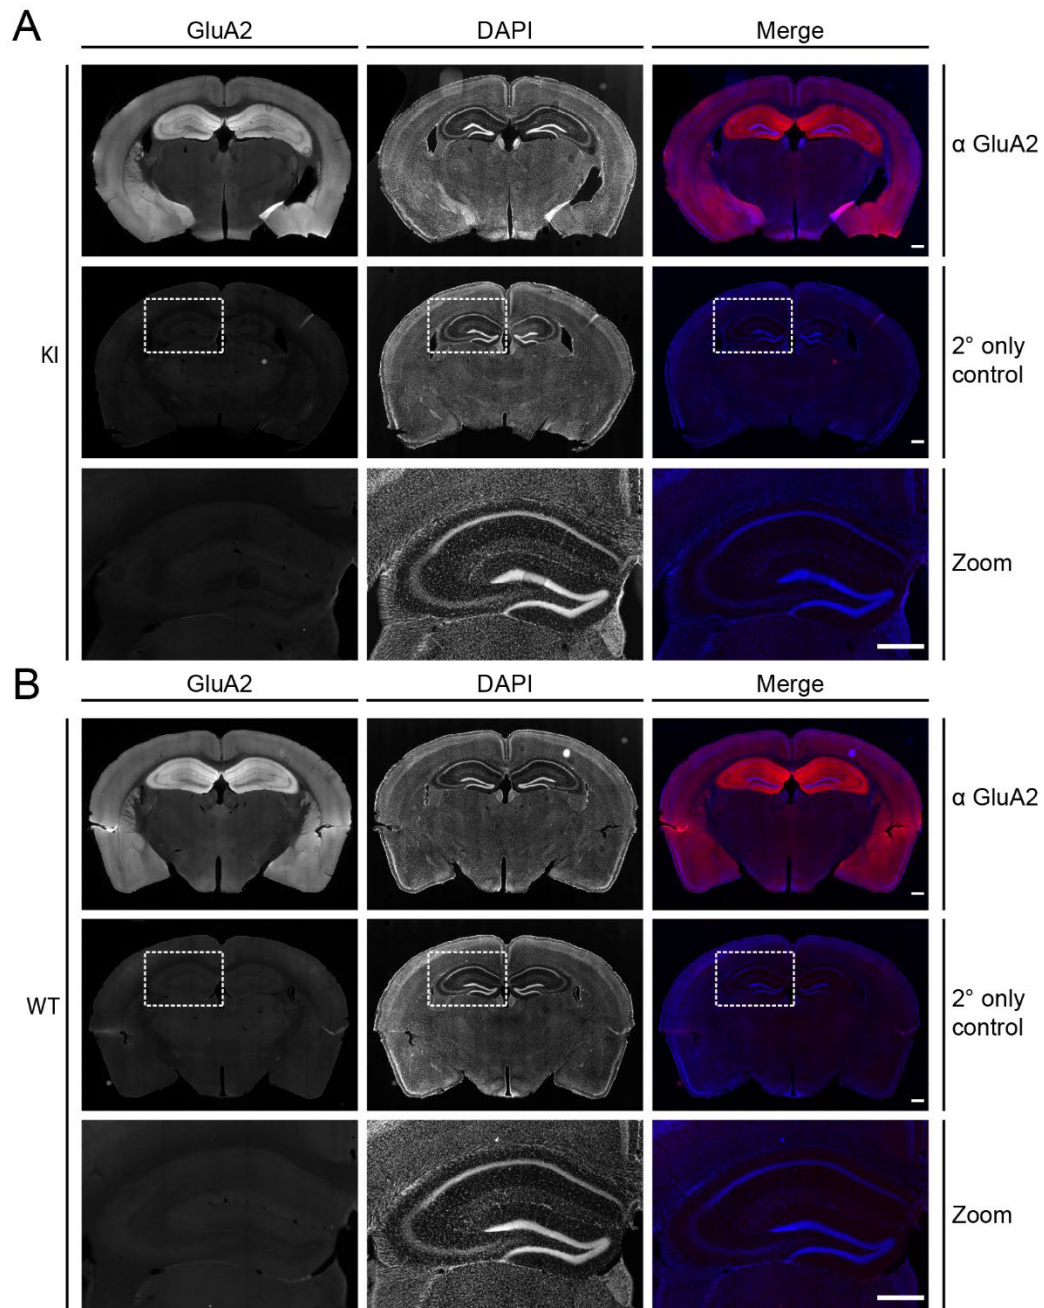 A
GluA2 DAPI Merge
α GluA2
KI
2° only
control
Zoom
B
GluA2 DAPI Merge
α GluA2
WT
2° only
control
Zoom